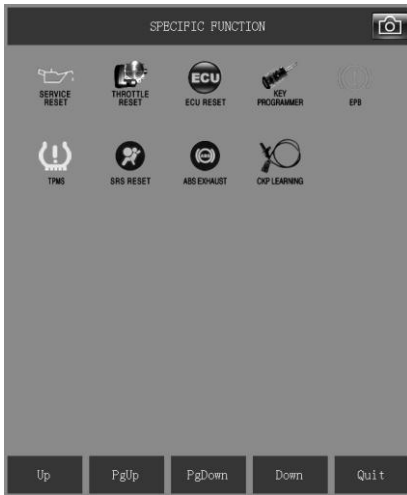 SPECIFIC FUNCTION
SERVICE
RESET
THROTTLE
RESET
ECU
ECU RESET
KEY
PROGRAMMER
EPB
TPMS
SRS RESET
ABS
ABS EXHAUST
CKP LEARNING
Up
PgUp
PgDown
Down
Quit